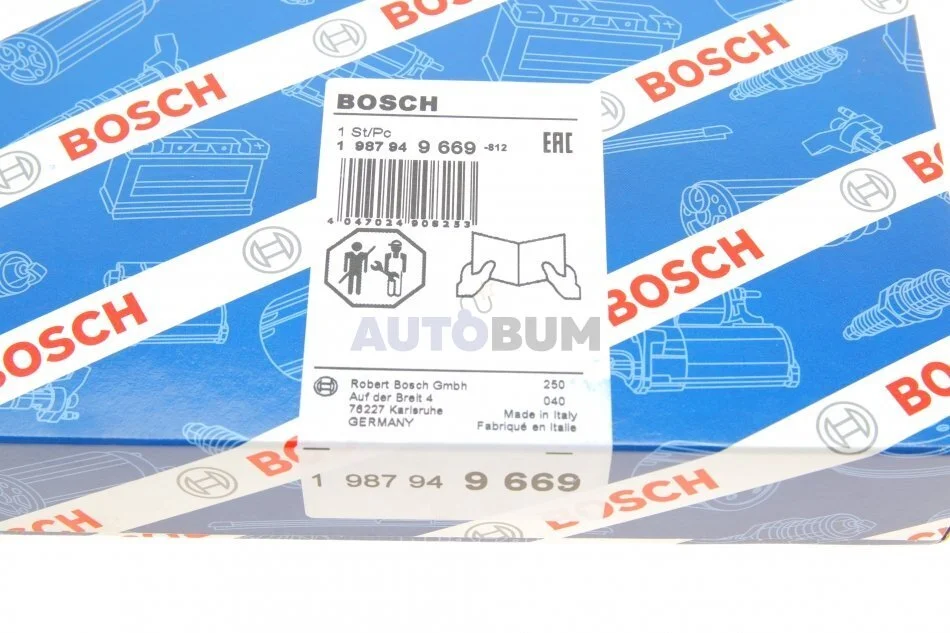 BOSCH
BOSCH
BOSCH
BOSCH
1 St/Pc
1 987 94 9 669 -812
EAC
4 047024 908253
BOSCH
BOSCH
BOSCH
AUTOBUM
Robert Bosch GmbH
250
Auf der Breit 4
040
76227 Karlsruhe
Made in Italy
GERMANY
Fabriqué en Italie
BOSCH
1 987 94 9 669
BOSCH